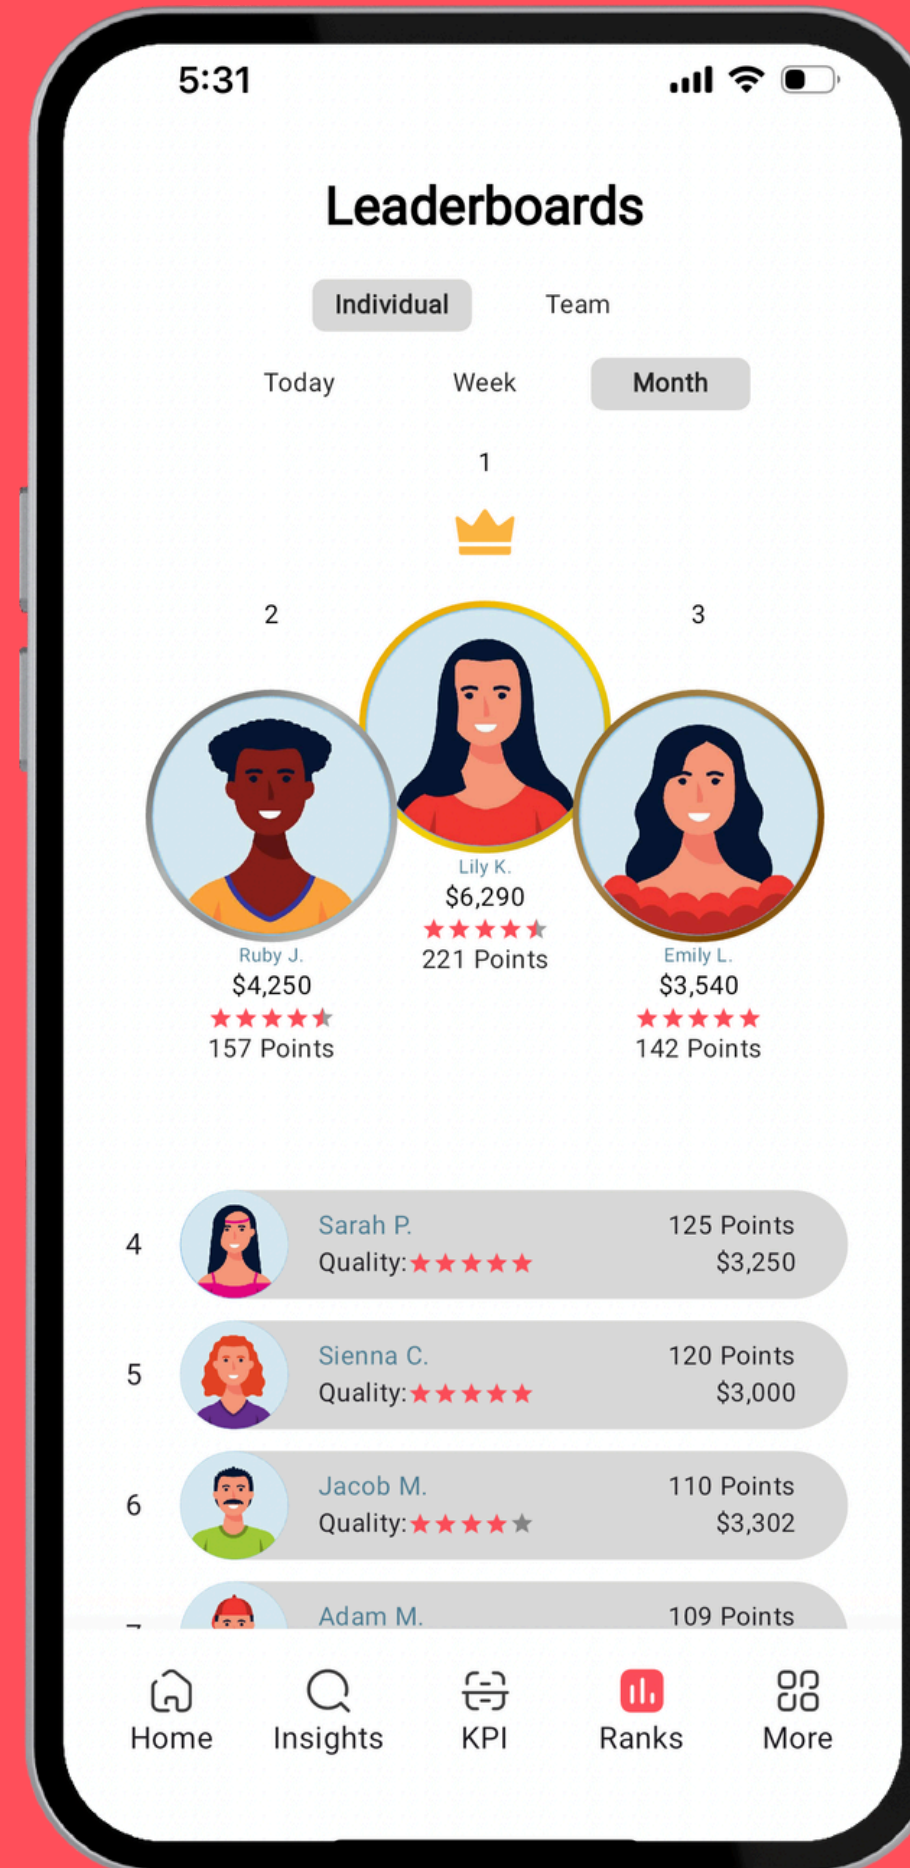 5:31
Leaderboards
Individual Team
Today Week Month
1
2
3
Lily K.
$6,290
221 Points
Ruby J.
$4,250
157 Points
Emily L.
$3,540
142 Points
4
Sarah P. 125 Points
Quality: $3,250
5
Sienna C. 120 Points
Quality: $3,000
6
Jacob M. 110 Points
Quality: $3,302
Adam M. 109 Points
Home Insights KPI Ranks More